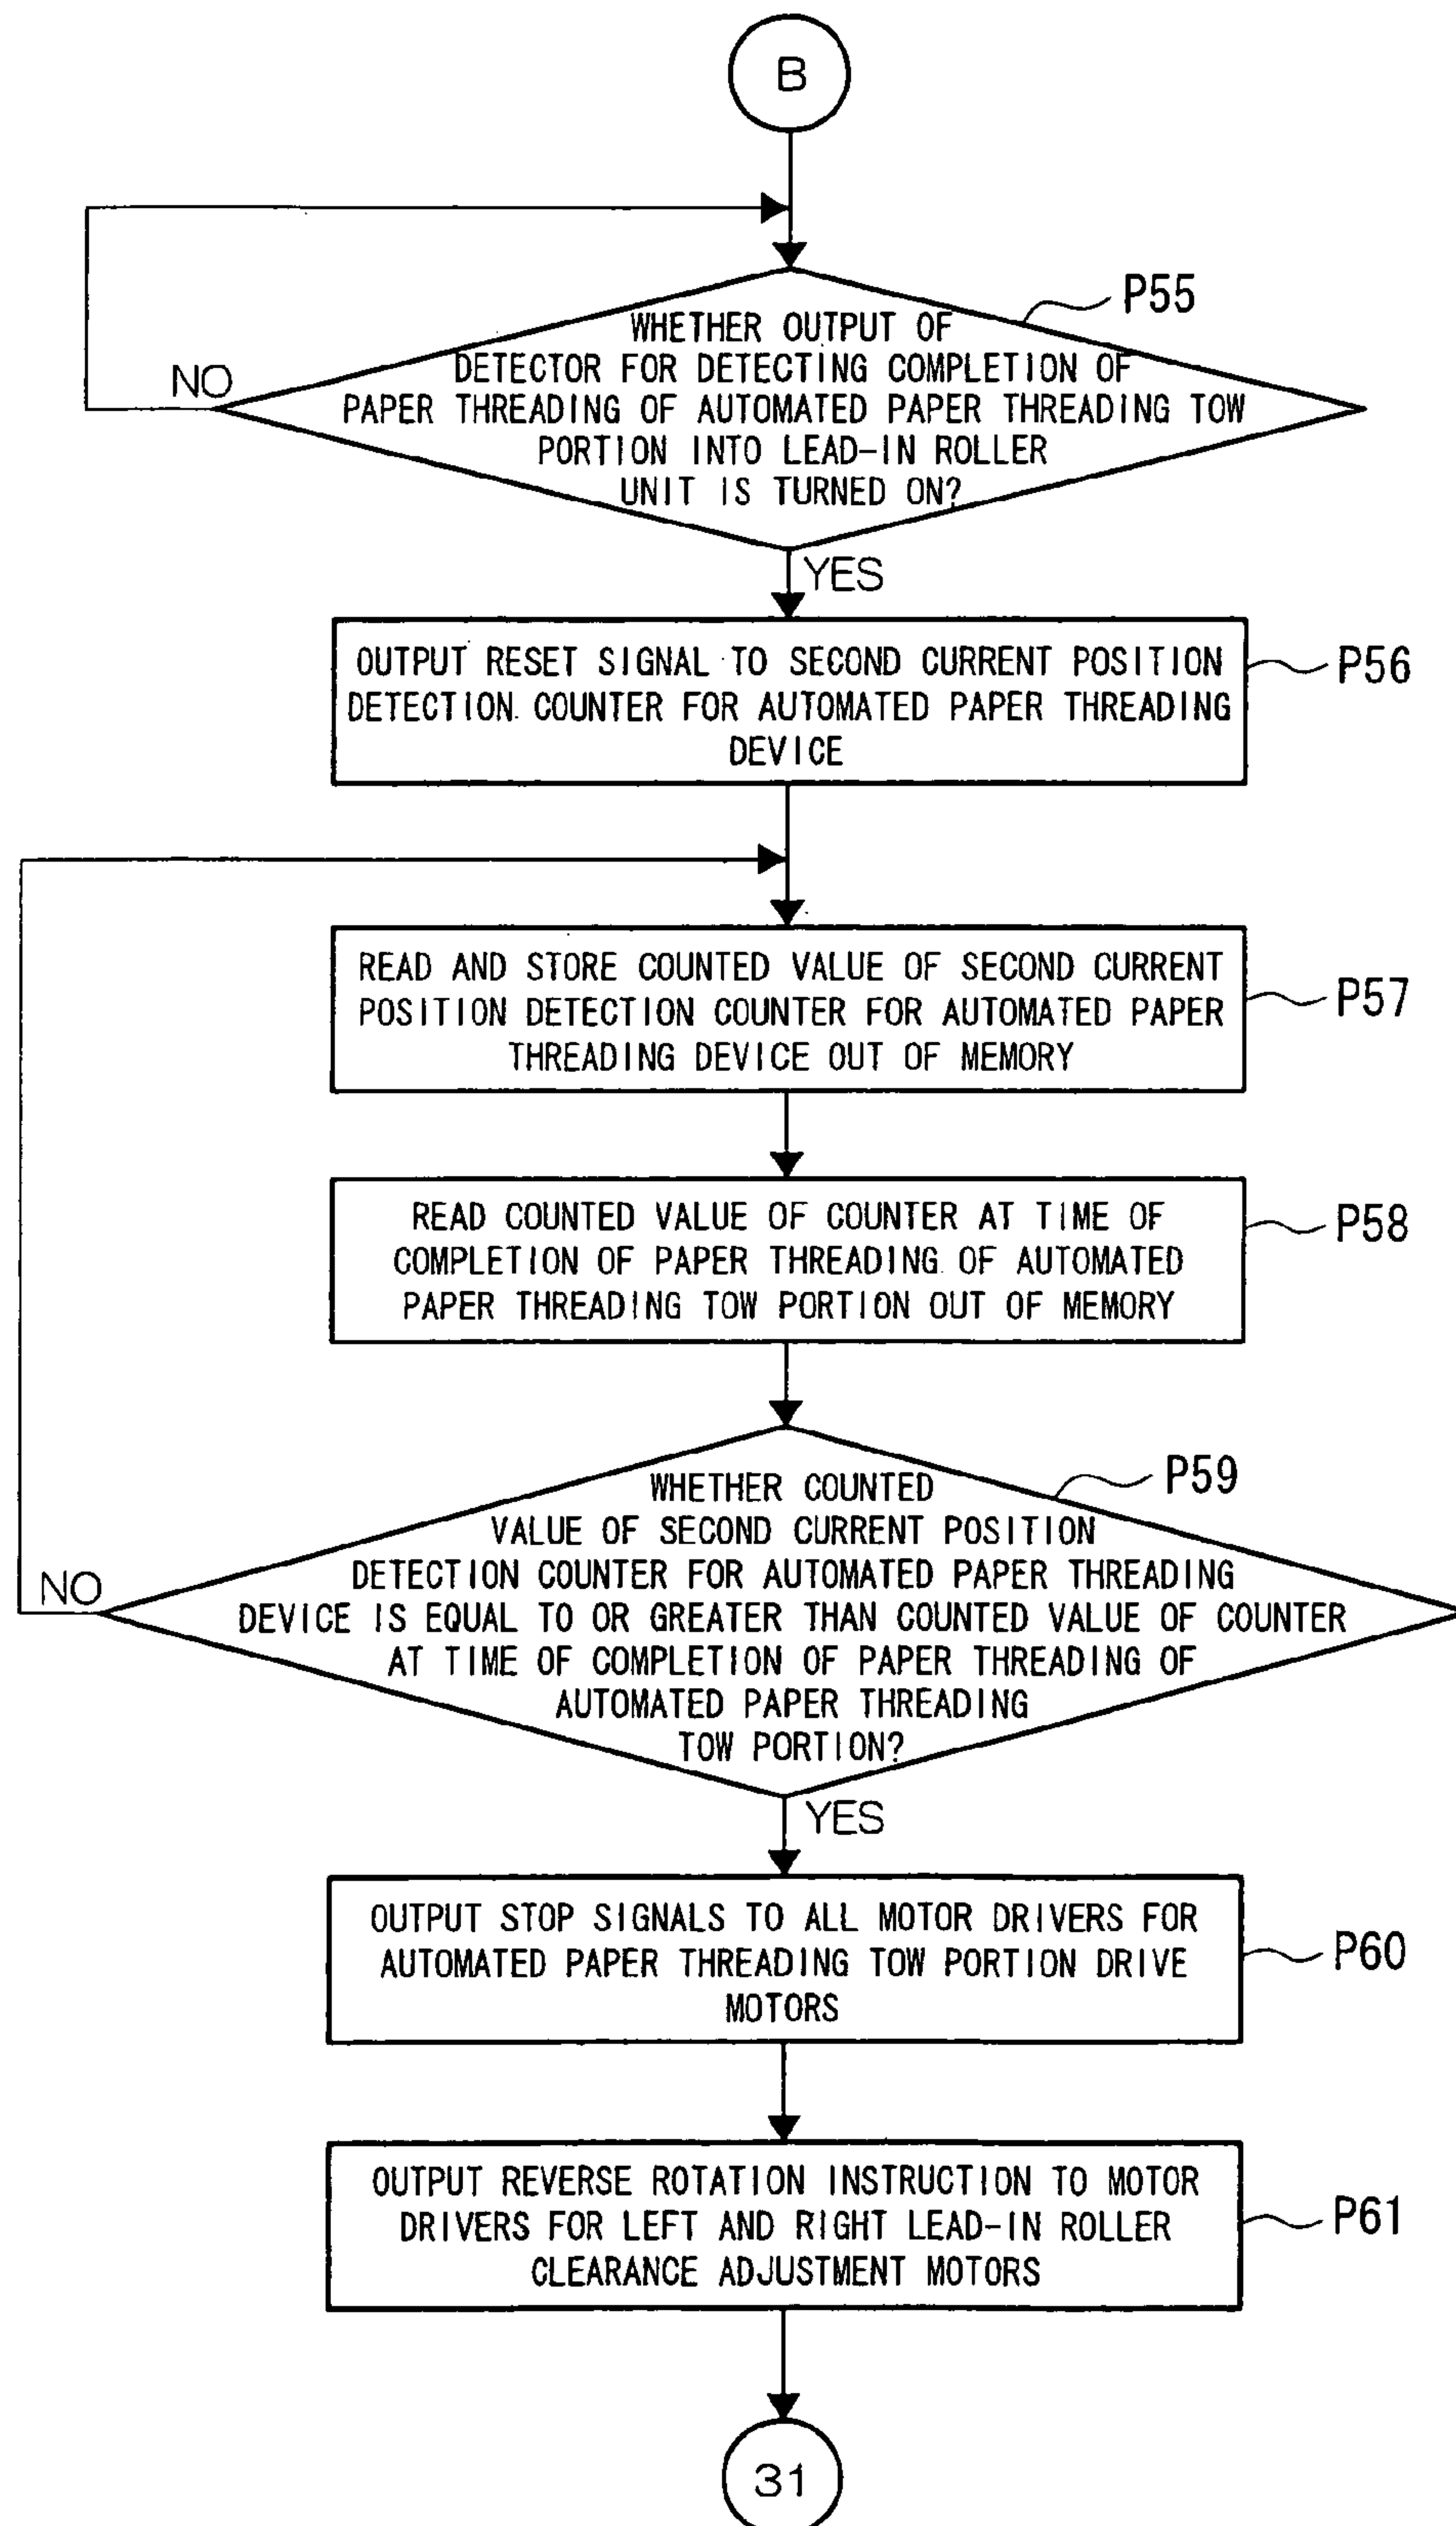 B
P55
WHETHER OUTPUT OF
DETECTOR FOR DETECTING COMPLETION OF
PAPER THREADING OF AUTOMATED PAPER THREADING TOW
PORTION INTO LEAD-IN ROLLER
UNIT IS TURNED ON?
NO
YES
OUTPUT RESET SIGNAL TO SECOND CURRENT POSITION
DETECTION COUNTER FOR AUTOMATED PAPER THREADING
DEVICE
P56
READ AND STORE COUNTED VALUE OF SECOND CURRENT
POSITION DETECTION COUNTER FOR AUTOMATED PAPER
THREADING DEVICE OUT OF MEMORY
P57
READ COUNTED VALUE OF COUNTER AT TIME OF
COMPLETION OF PAPER THREADING OF AUTOMATED
PAPER THREADING TOW PORTION OUT OF MEMORY
P58
P59
WHETHER COUNTED
VALUE OF SECOND CURRENT POSITION
DETECTION COUNTER FOR AUTOMATED PAPER THREADING
DEVICE IS EQUAL TO OR GREATER THAN COUNTED VALUE OF COUNTER
AT TIME OF COMPLETION OF PAPER THREADING OF
AUTOMATED PAPER THREADING
TOW PORTION?
NO
YES
OUTPUT STOP SIGNALS TO ALL MOTOR DRIVERS FOR
AUTOMATED PAPER THREADING TOW PORTION DRIVE
MOTORS
P60
OUTPUT REVERSE ROTATION INSTRUCTION TO MOTOR
DRIVERS FOR LEFT AND RIGHT LEAD-IN ROLLER
CLEARANCE ADJUSTMENT MOTORS
P61
31